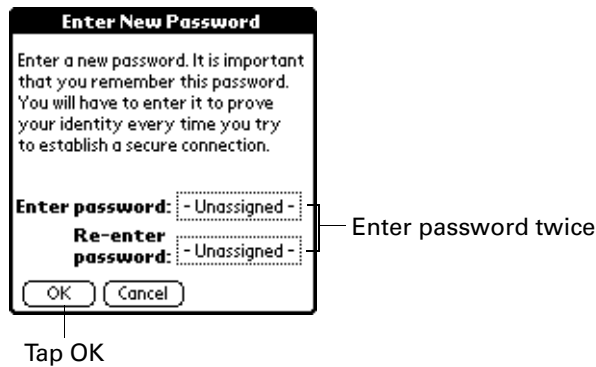 Enter New Password
Enter a new password. It is important
that you remember this password.
You will have to enter it to prove
your identity every time you try
to establish a secure connection.
Enter password: - Unassigned -
Re-enter
password: - Unassigned -
Enter password twice
OK Cancel
Tap OK